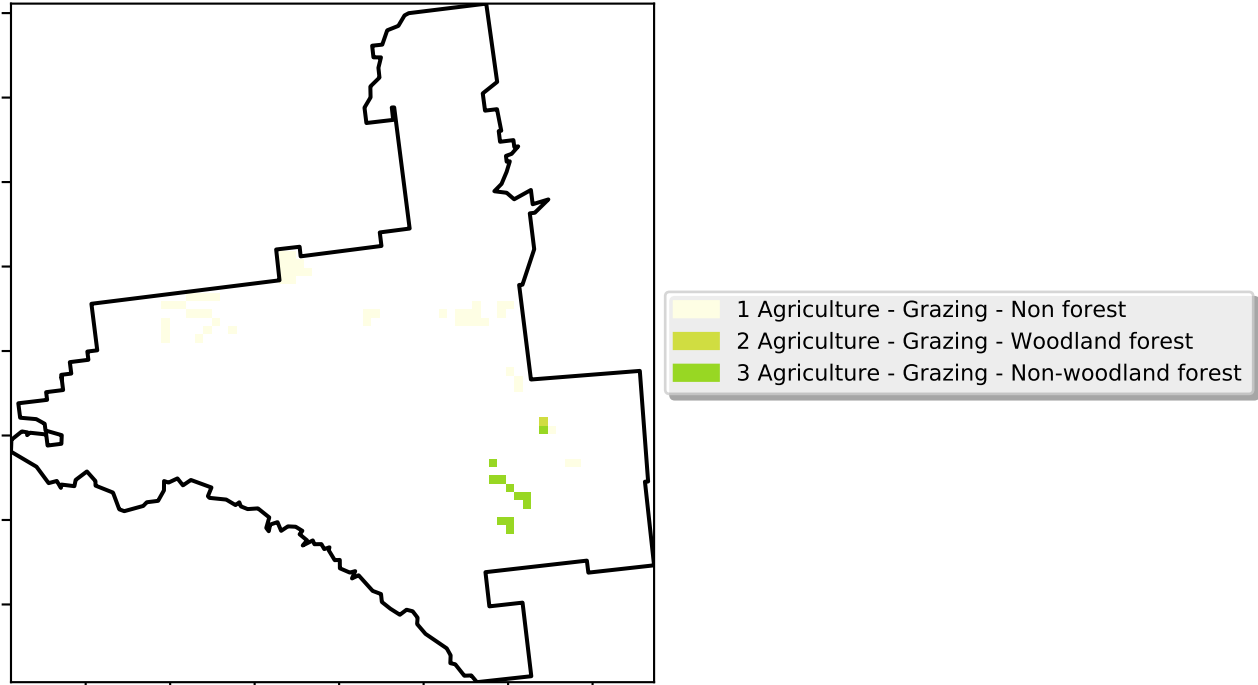 1 Agriculture - Grazing - Non forest
2 Agriculture - Grazing - Woodland forest
3 Agriculture - Grazing - Non-woodland forest